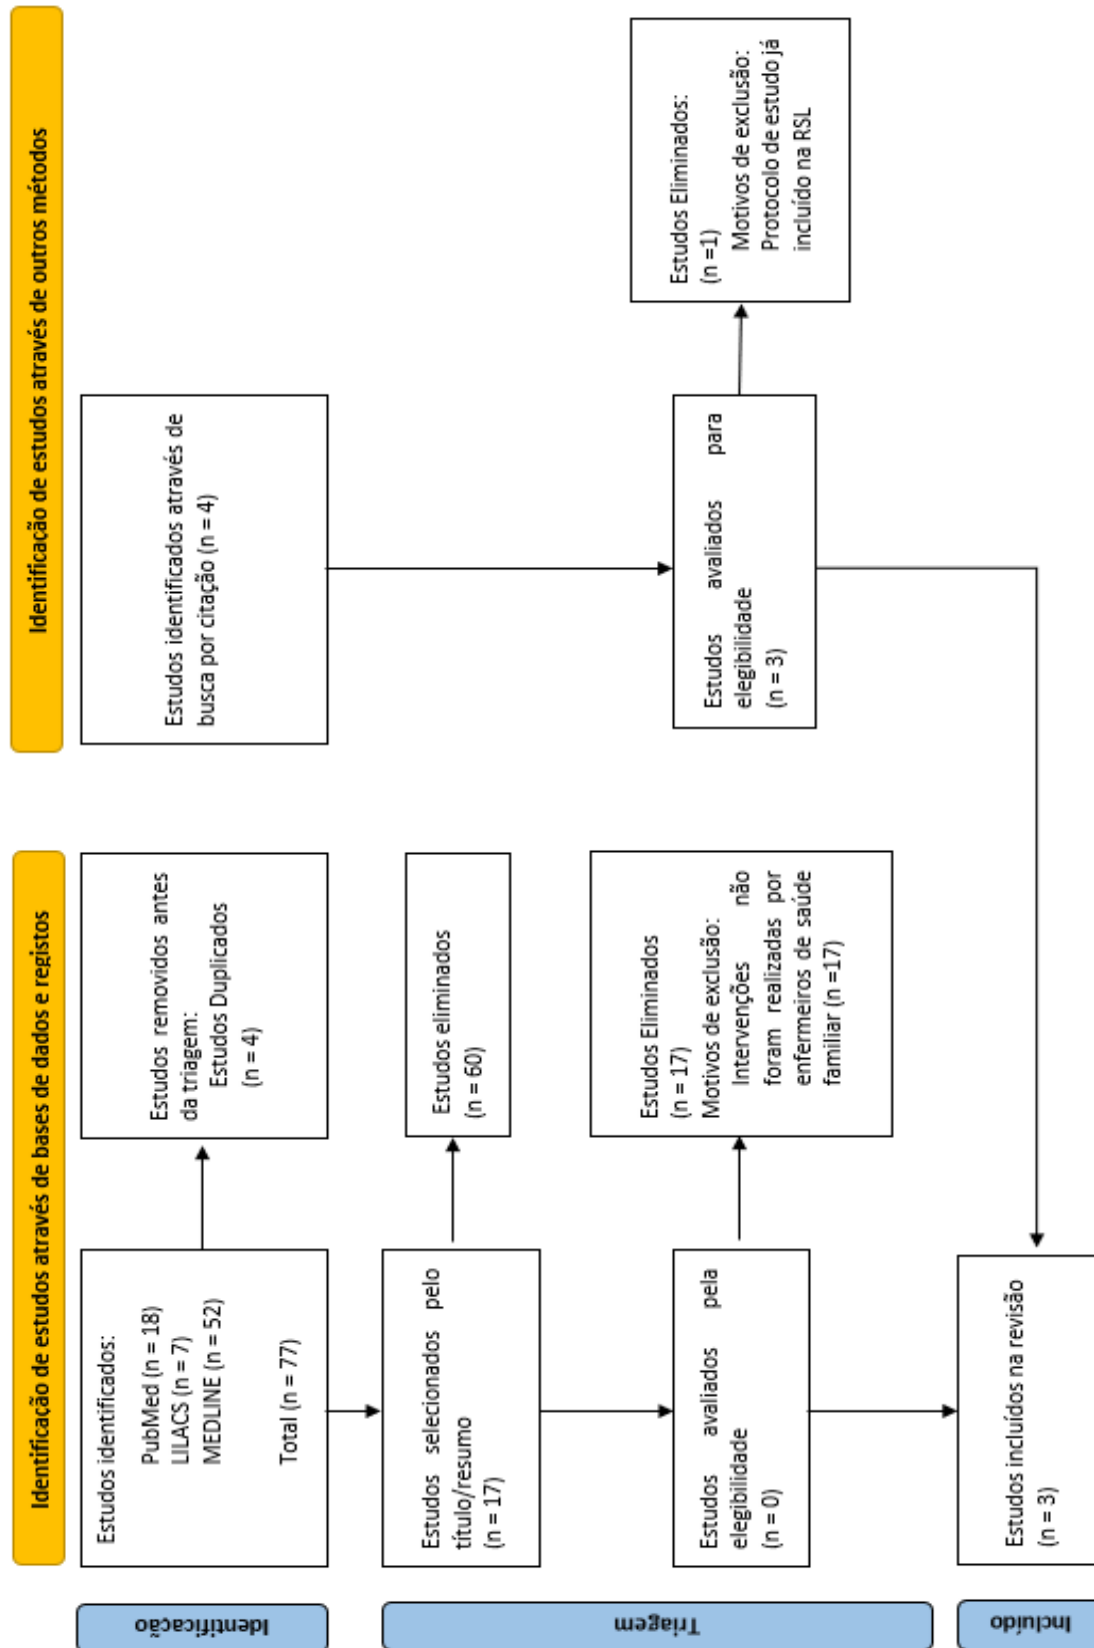 Identificação de estudos através de bases de dados e registos
Identificação de estudos através de outros métodos
Identificação
Estudos identificados:
PubMed (n = 18)
LILACS (n = 7)
MEDLINE (n = 52)
Total (n = 77)
Estudos removidos antes
da triagem:
Estudos Duplicados
(n = 4)
Estudos identificados através de
busca por citação (n = 4)
Triagem
Estudos selecionados pelo
título/resumo
(n = 17)
Estudos eliminados
(n = 60)
Estudos avaliados pela
elegibilidade
(n = 0)
Estudos Eliminados
(n = 17)
Motivos de exclusão:
Intervenções não
foram realizadas por
enfermeiros de saúde
familiar (n =17)
Estudos avaliados para
elegibilidade
(n = 3)
Estudos Eliminados:
(n =1)
Motivos de exclusão:
Protocolo de estudo já
incluído na RSL
Incluído
Estudos incluídos na revisão
(n = 3)